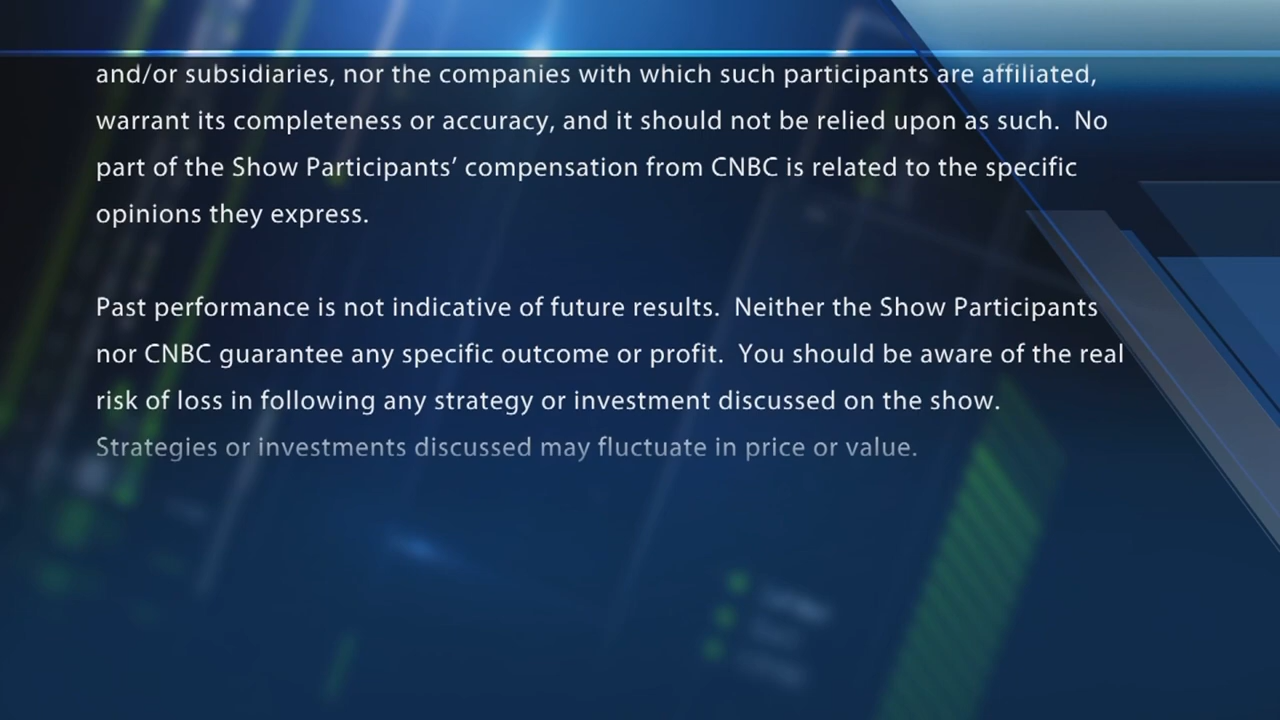 and/or subsidiaries, nor the companies with which such participants are affiliated,
warrant its completeness or accuracy, and it should not be relied upon as such.  No
part of the Show Participants’ compensation from CNBC is related to the specific
opinions they express.
Past performance is not indicative of future results.  Neither the Show Participants
nor CNBC guarantee any specific outcome or profit.  You should be aware of the real
risk of loss in following any strategy or investment discussed on the show.
Strategies or investments discussed may fluctuate in price or value.